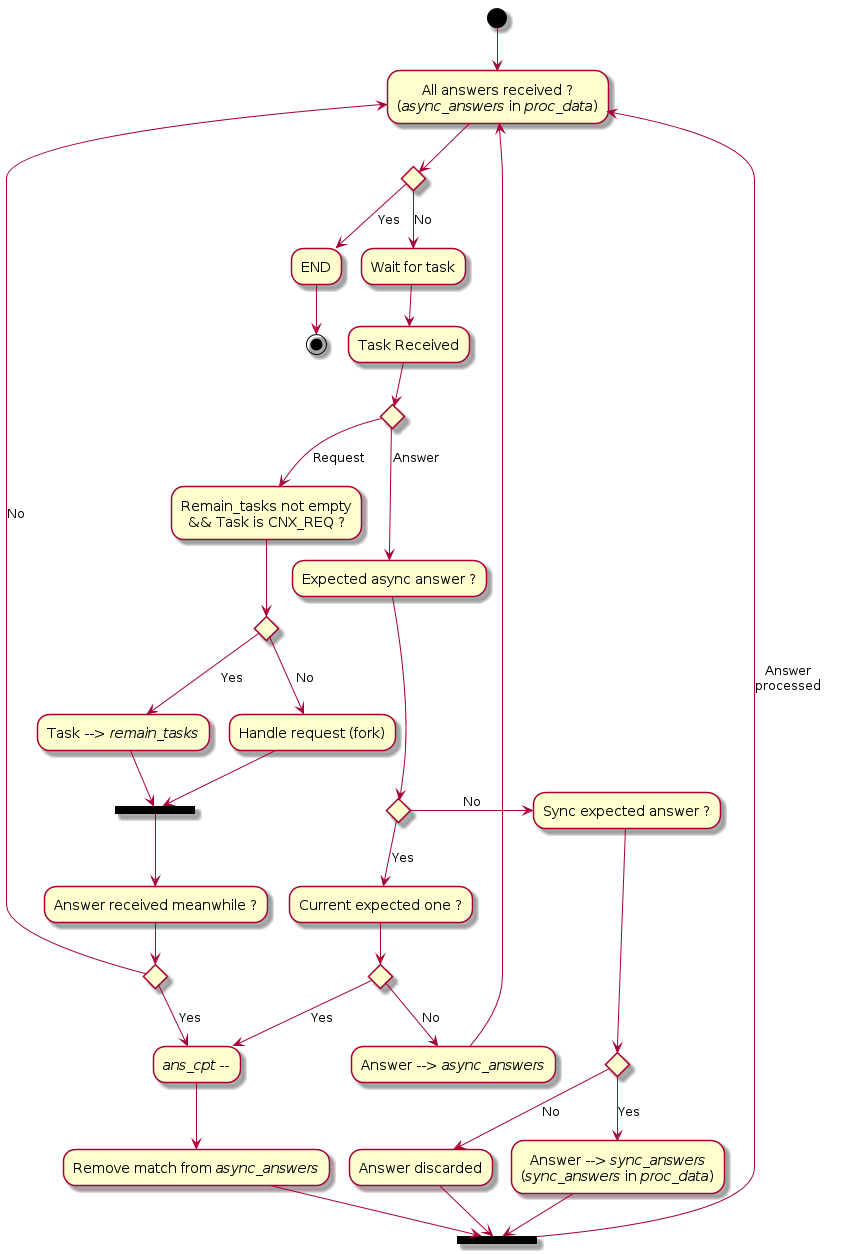 All answers received ?
(async_answers in proc_data)
Yes
No
END
Wait for task
Task Received
Request
Answer
Remain_tasks not empty
&& Task is CNX_REQ ?
No
Expected async answer ?
Yes
No
Answer
processed
Task --> remain_tasks
Handle request (fork)
No
Sync expected answer ?
Yes
Answer received meanwhile ?
Current expected one ?
Yes
Yes
No
ans_cpt --
Answer --> async_answers
No
Yes
Remove match from async_answers
Answer discarded
Answer --> sync_answers
(sync_answers in proc_data)